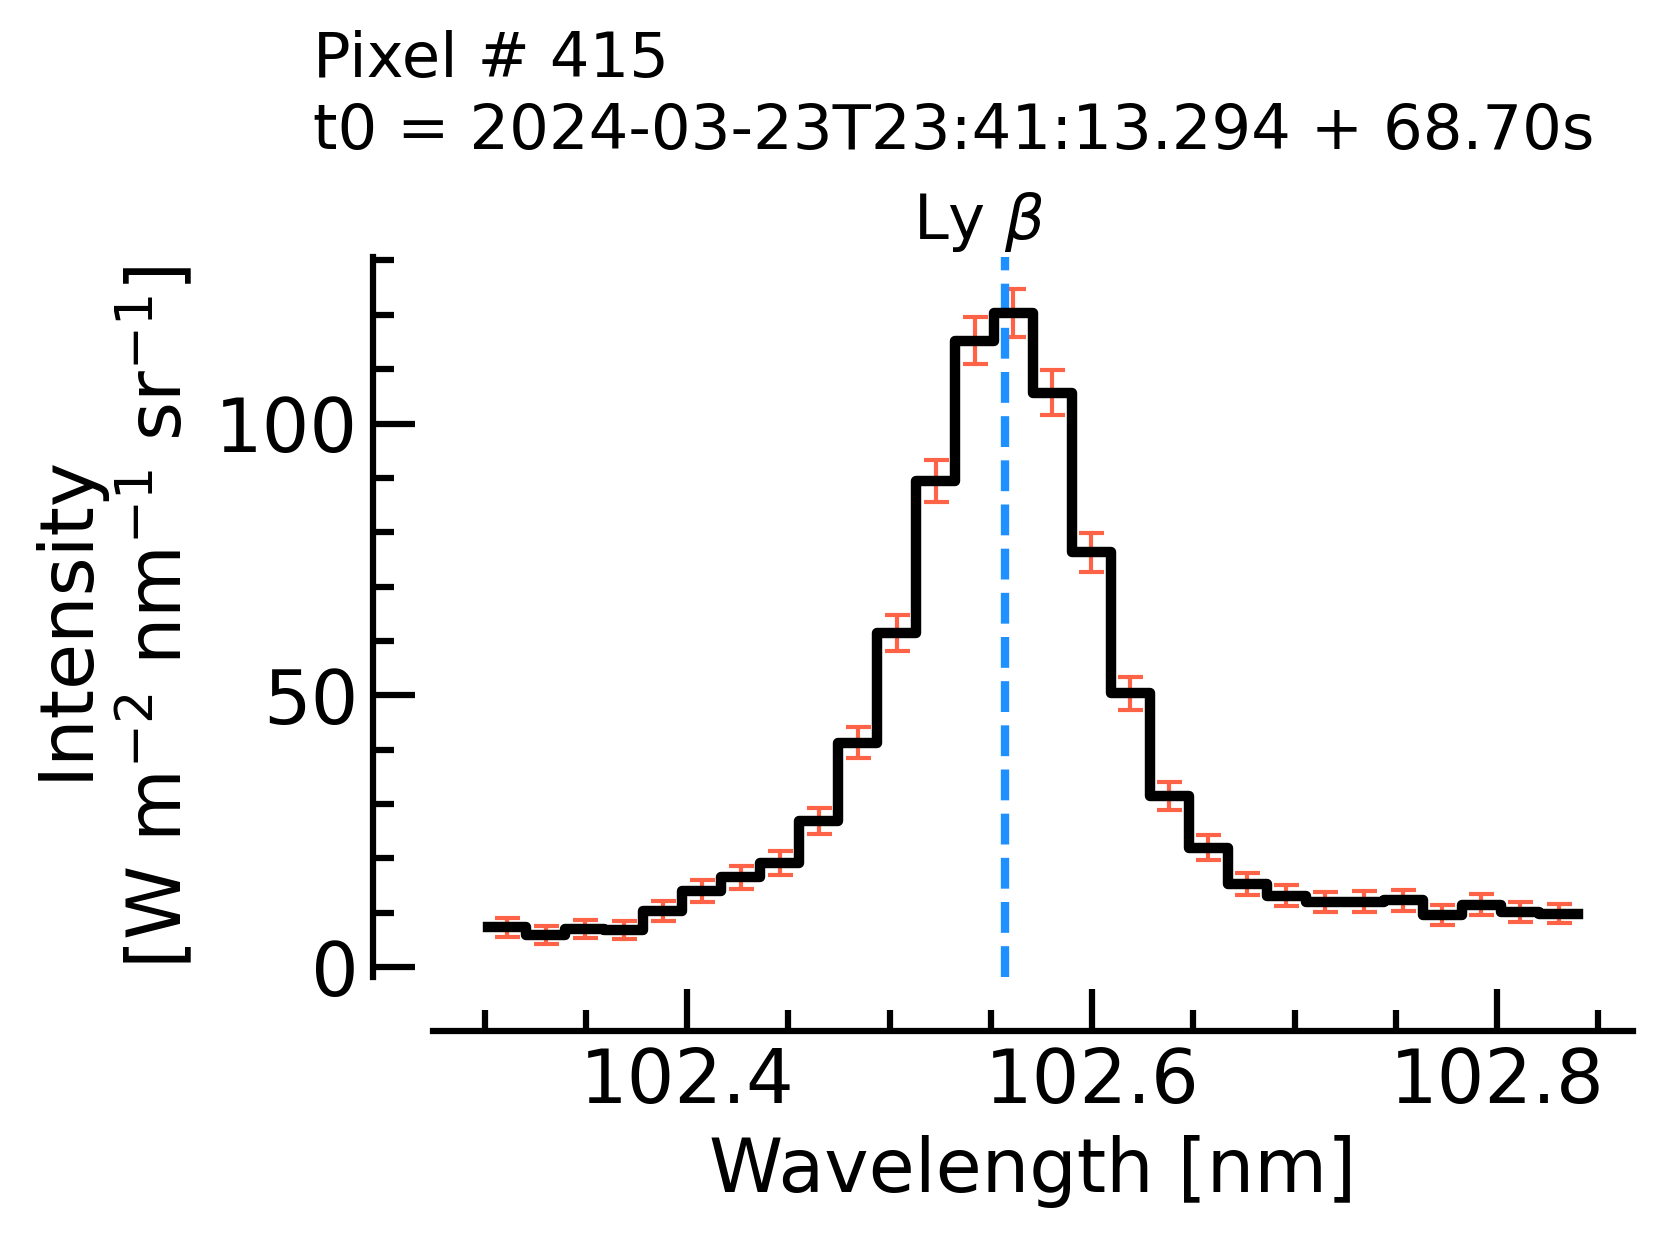 Pixel # 415
t0 = 2024-03-23T23:41:13.294 + 68.70s
Ly β
Intensity
[W m⁻² nm⁻¹ sr⁻¹]
100
50
0
102.4 102.6 102.8
Wavelength [nm]